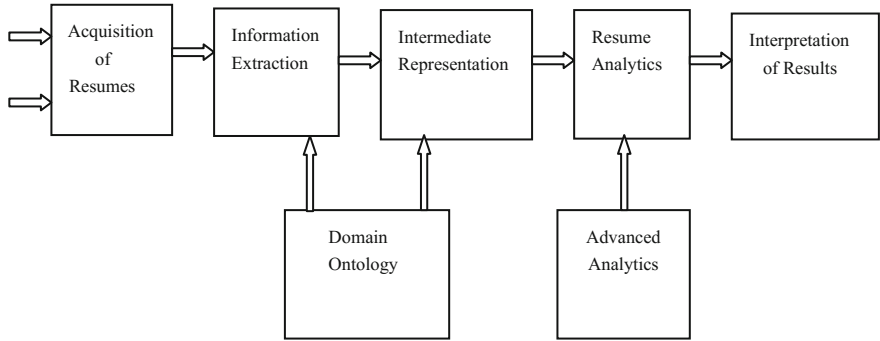 Acquisition
of
Resumes
Information
Extraction
Intermediate
Representation
Resume
Analytics
Interpretation
of Results
Domain
Ontology
Advanced
Analytics